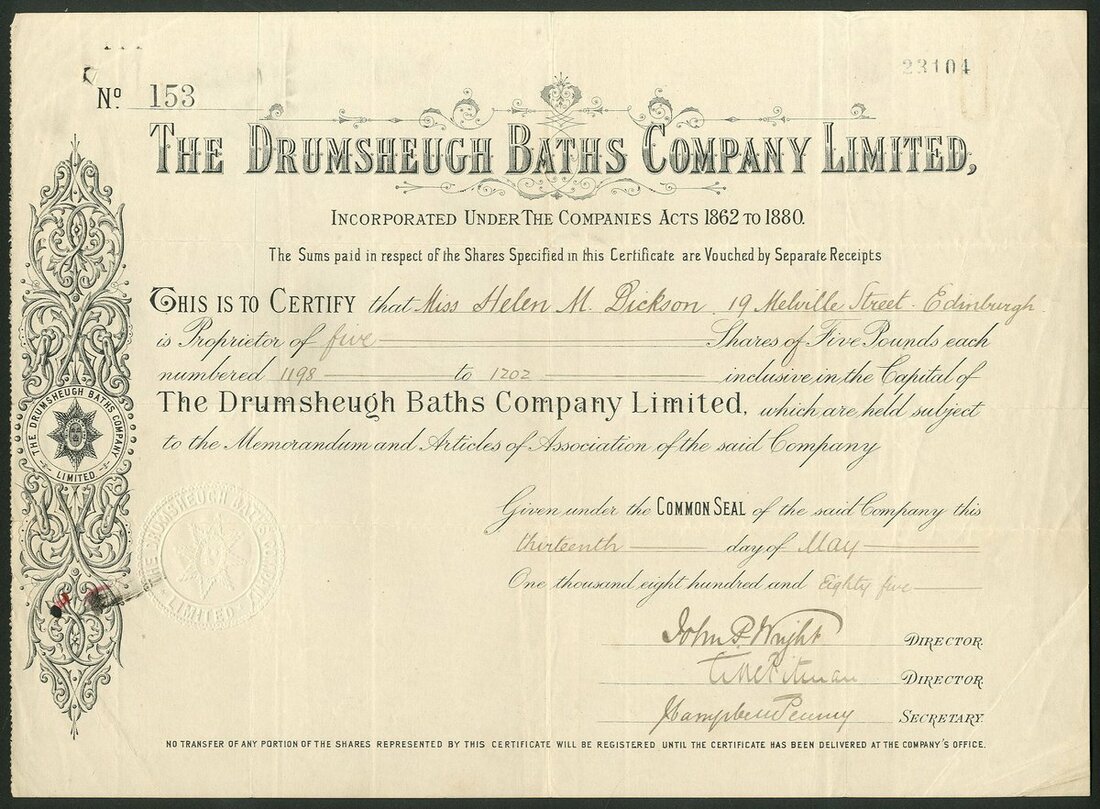 23104
Nº 153
THE DRUMSHEUGH BATHS COMPANY LIMITED,
INCORPORATED UNDER THE COMPANIES ACTS 1862 TO 1880.
The Sums paid in respect of the Shares Specified in this Certificate are Vouched by Separate Receipts
THIS IS TO CERTIFY that Miss Helen M. Dickson 19 Melville Street. Edinburgh
is Proprietor of five Shares of Five Pounds each
numbered 1198 to 1202 inclusive in the Capital of
The Drumsheugh Baths Company Limited, which are held subject
to the Memorandum and Articles of Association of the said Company
THE DRUMSHEUGH BATHS COMPANY
LIMITED
THE DRUMSHEUGH BATHS COMPANY
LIMITED
Given under the COMMON SEAL of the said Company this
thirteenth day of May
One thousand eight hundred and Eighty five
John P. Wright DIRECTOR.
Pitman DIRECTOR.
J Campbell Penny SECRETARY.
NO TRANSFER OF ANY PORTION OF THE SHARES REPRESENTED BY THIS CERTIFICATE WILL BE REGISTERED UNTIL THE CERTIFICATE HAS BEEN DELIVERED AT THE COMPANY'S OFFICE.